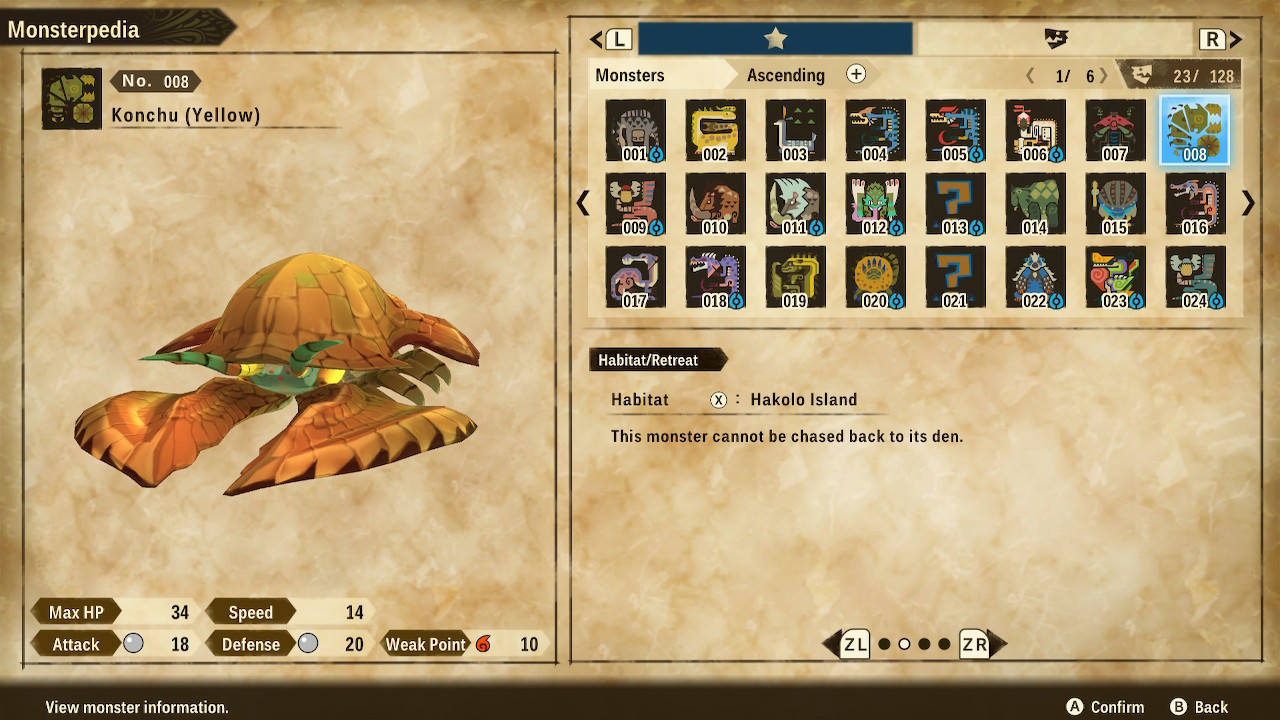 Monsterpedia
No. 008
Konchu (Yellow)
Max HP 34 Speed 14
Attack 18 Defense 20 Weak Point 10
L R
Monsters Ascending 1/ 6 23/ 128
001 002 003 004 005 006 007 008
009 010 011 012 013 014 015 016
017 018 019 020 021 022 023 024
Habitat/Retreat
Habitat X : Hakolo Island
This monster cannot be chased back to its den.
ZL ZR
View monster information. A Confirm B Back